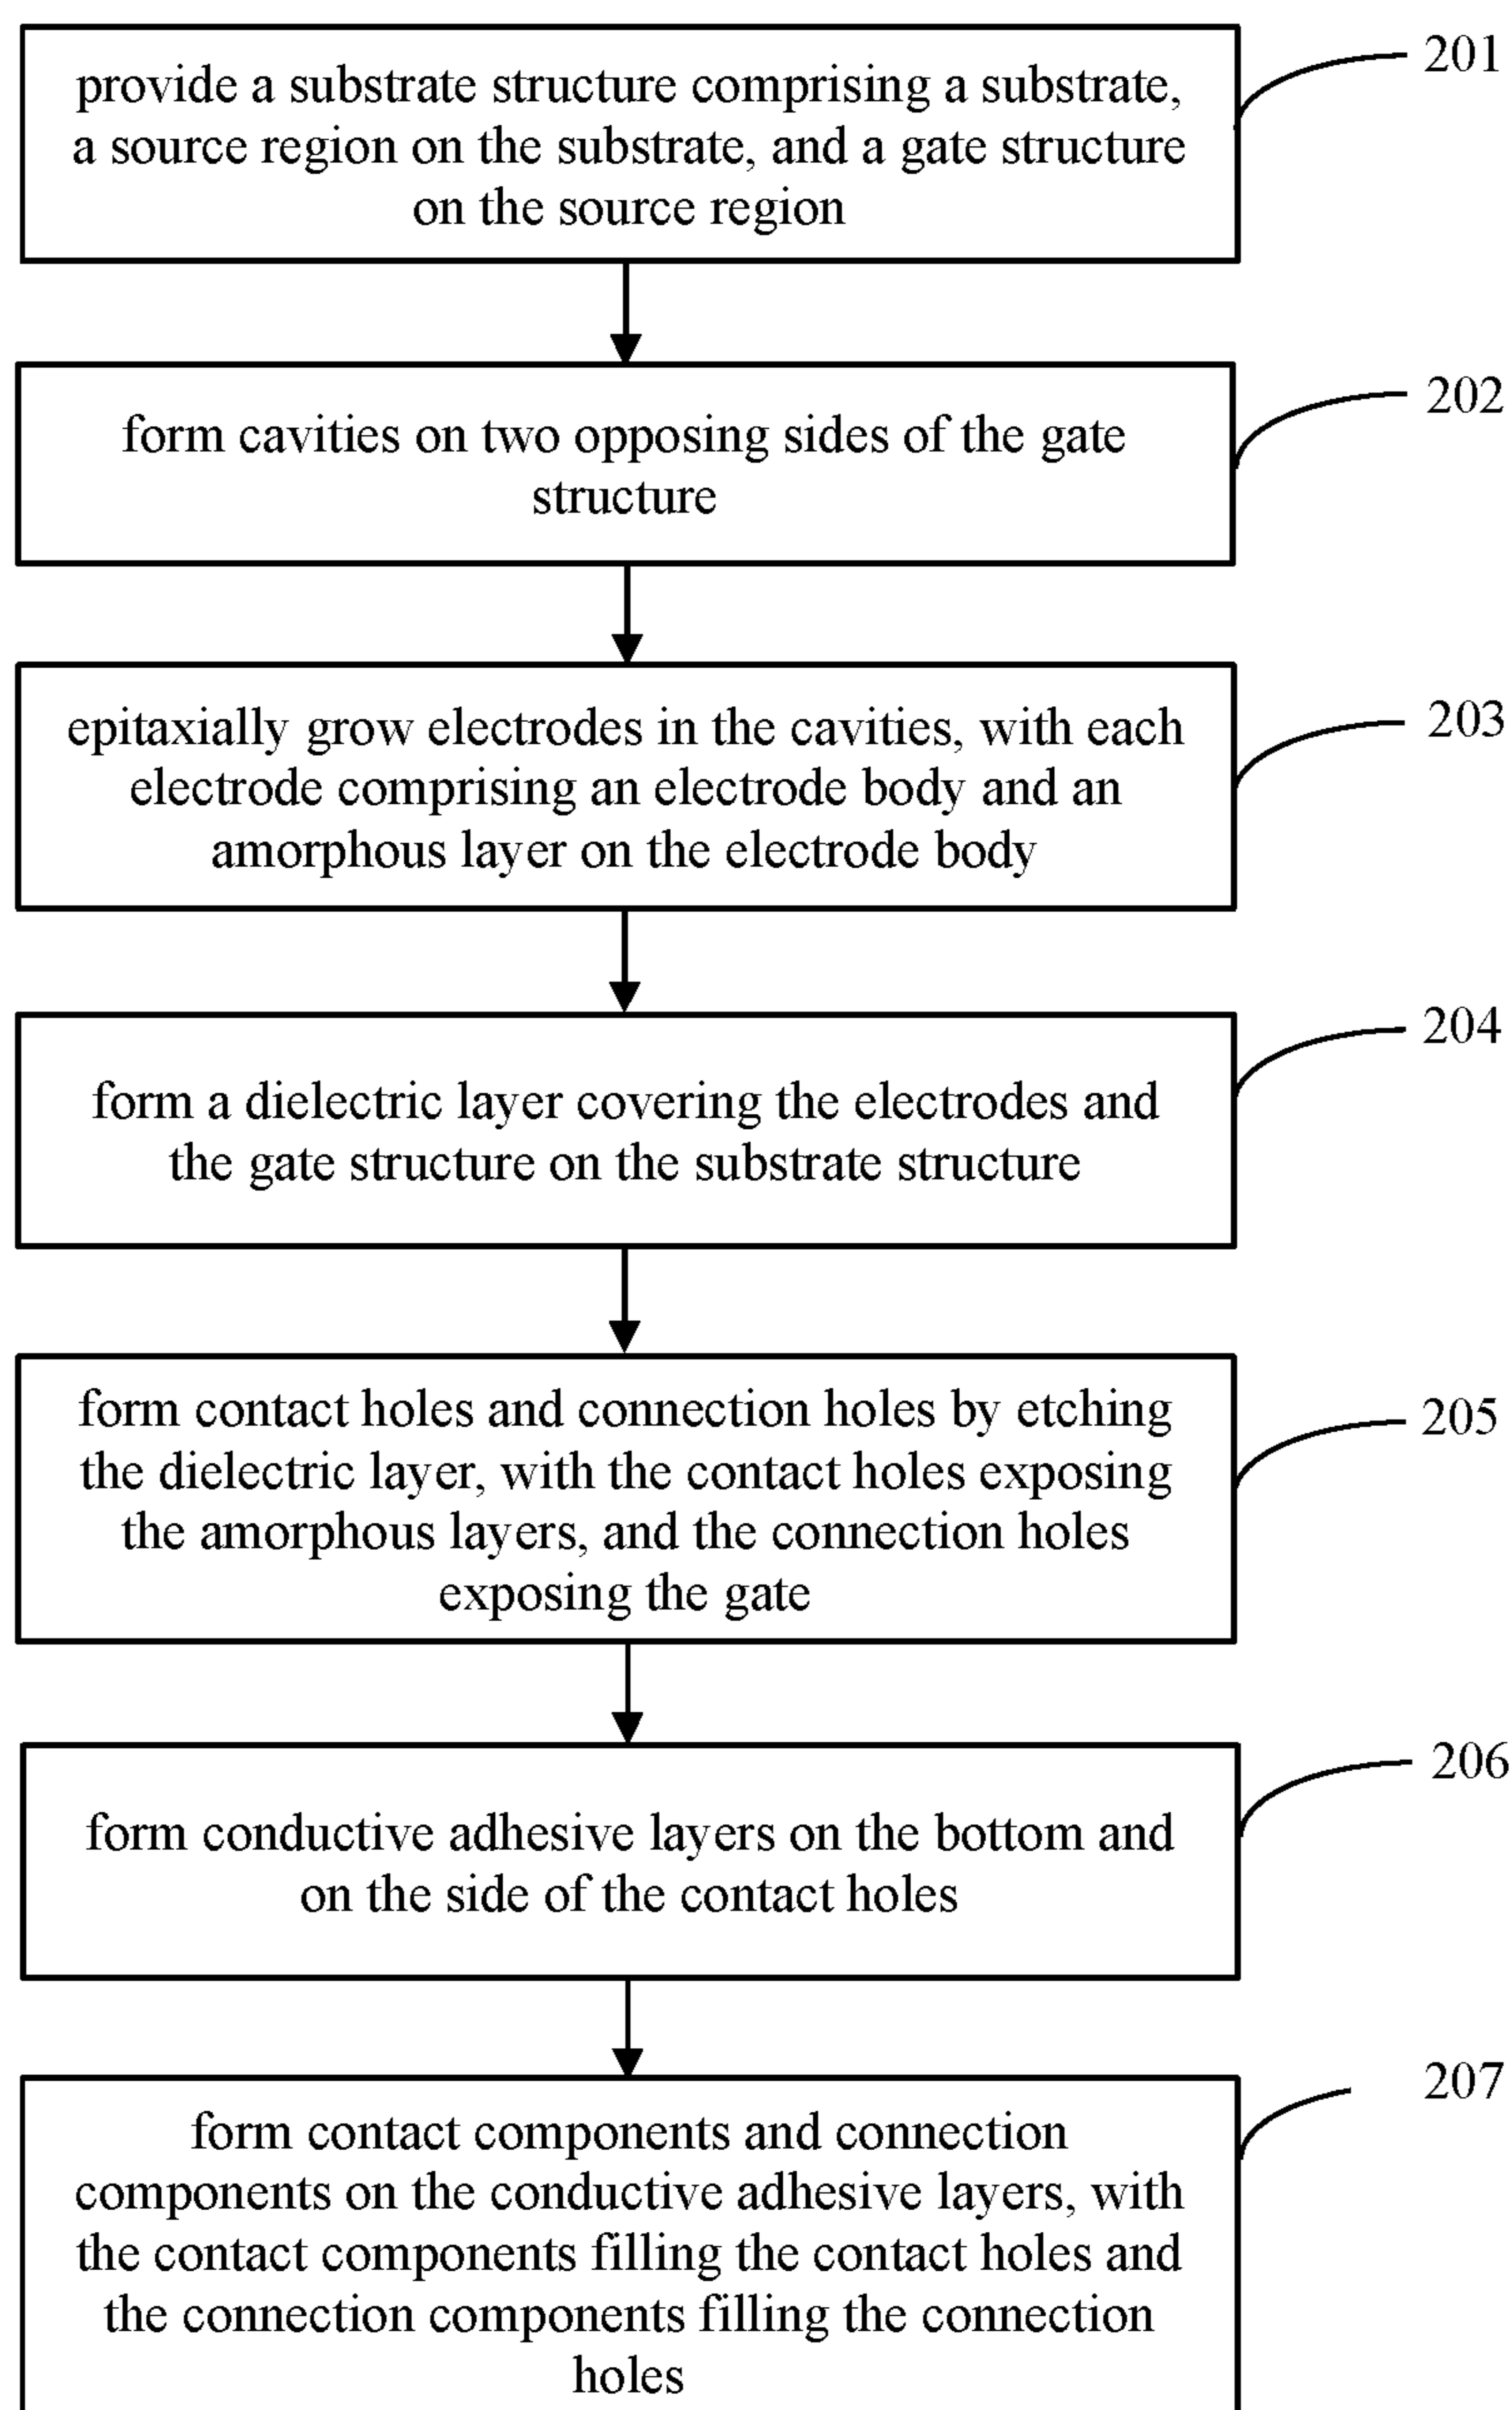 provide a substrate structure comprising a substrate,
a source region on the substrate, and a gate structure
on the source region
201
form cavities on two opposing sides of the gate
structure
202
epitaxially grow electrodes in the cavities, with each
electrode comprising an electrode body and an
amorphous layer on the electrode body
203
form a dielectric layer covering the electrodes and
the gate structure on the substrate structure
204
form contact holes and connection holes by etching
the dielectric layer, with the contact holes exposing
the amorphous layers, and the connection holes
exposing the gate
205
form conductive adhesive layers on the bottom and
on the side of the contact holes
206
form contact components and connection
components on the conductive adhesive layers, with
the contact components filling the contact holes and
the connection components filling the connection
holes
207